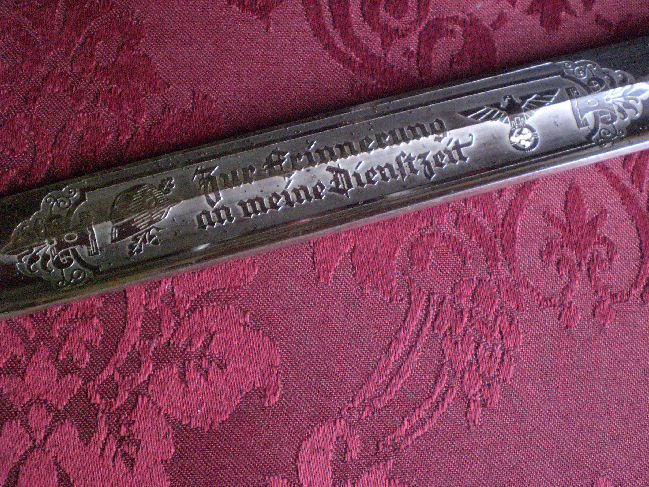 Zur Erinnerung
an meine Dienstzeit